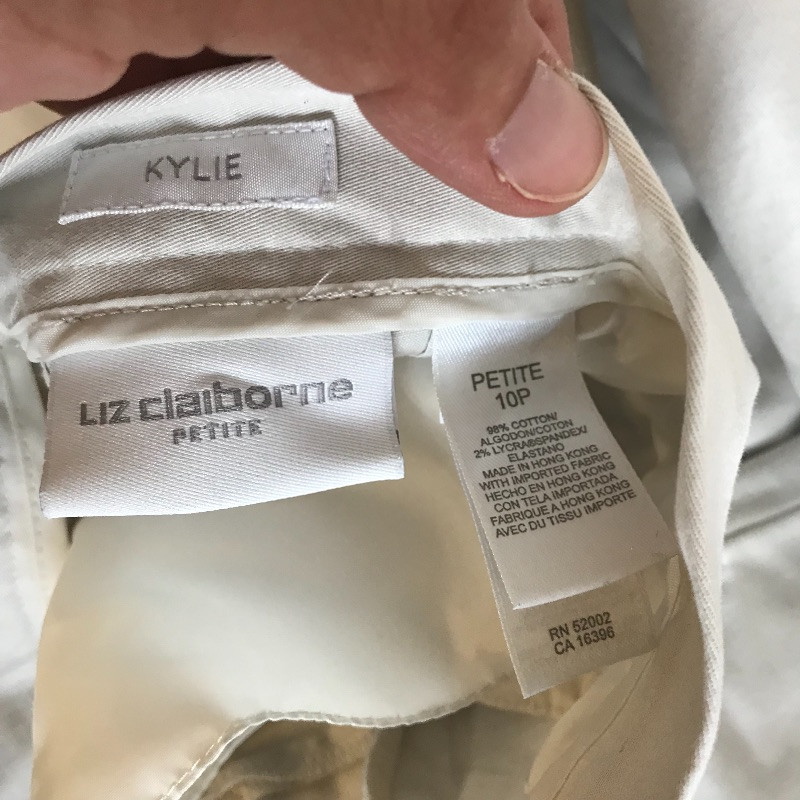 KYLIE
Liz claiborne
PETITE
PETITE
10P
98% COTTON/
ALGODON/COTON
2% LYCRA®SPANDEX/
ELASTANO
MADE IN HONG KONG
WITH IMPORTED FABRIC
HECHO EN HONG KONG
CON TELA IMPORTADA
FABRIQUE A HONG KONG
AVEC DU TISSU IMPORTE
RN 52002
CA 16396